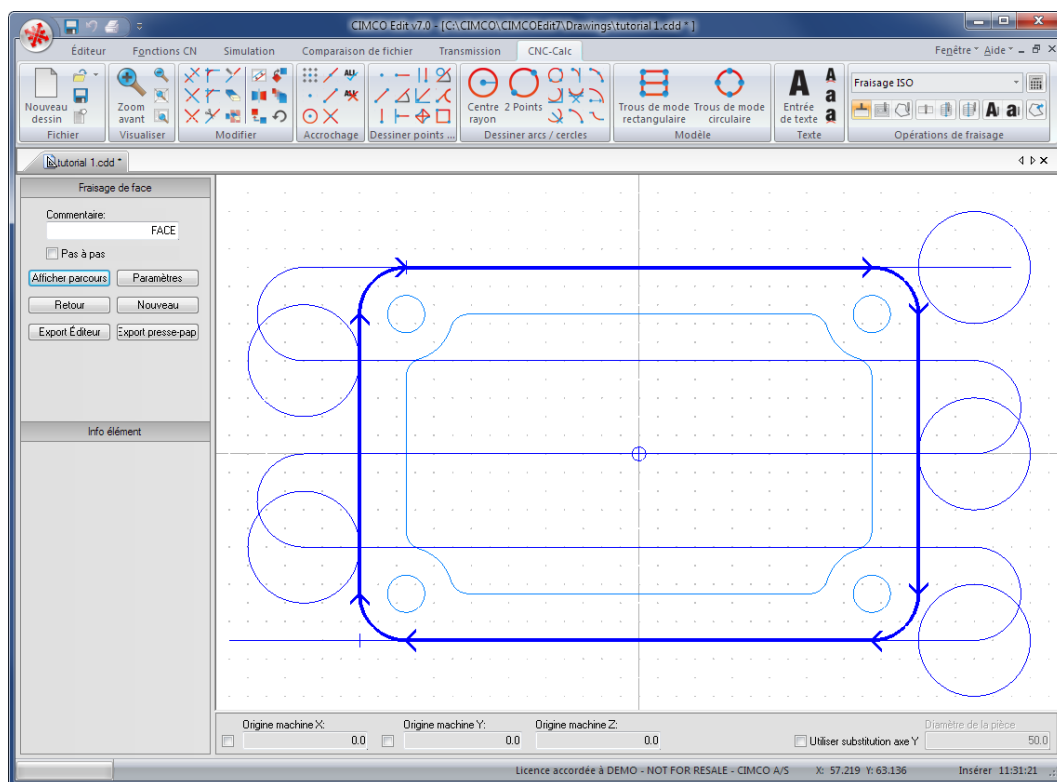 CIMCO Edit v7.0 - [C:\CIMCO\CIMCOEdit7\Drawings\tutorial 1.cdd * ]
Éditeur Fonctions CN Simulation Comparaison de fichier Transmission CNC-Calc Fenêtre Aide
Nouveau dessin
Fichier
Zoom avant
Visualiser
Modifier
Accrochage
Dessiner points ...
Centre rayon
2 Points
Dessiner arcs / cercles
Trous de mode rectangulaire
Trous de mode circulaire
Modèle
A
A
a
a
Entrée de texte
Texte
Fraisage ISO
A
a
Opérations de fraisage
tutorial 1.cdd *
Fraisage de face
Commentaire:
FACE
Pas à pas
Afficher parcours Paramètres
Retour Nouveau
Export Éditeur Export presse-pap
Info élément
Origine machine X: Origine machine Y: Origine machine Z: Diamètre de la pièce
0.0 0.0 0.0 Utiliser substitution axe Y 50.0
Licence accordée à DEMO - NOT FOR RESALE - CIMCO A/S X: 57.219 Y: 63.136 Insérer 11:31:21